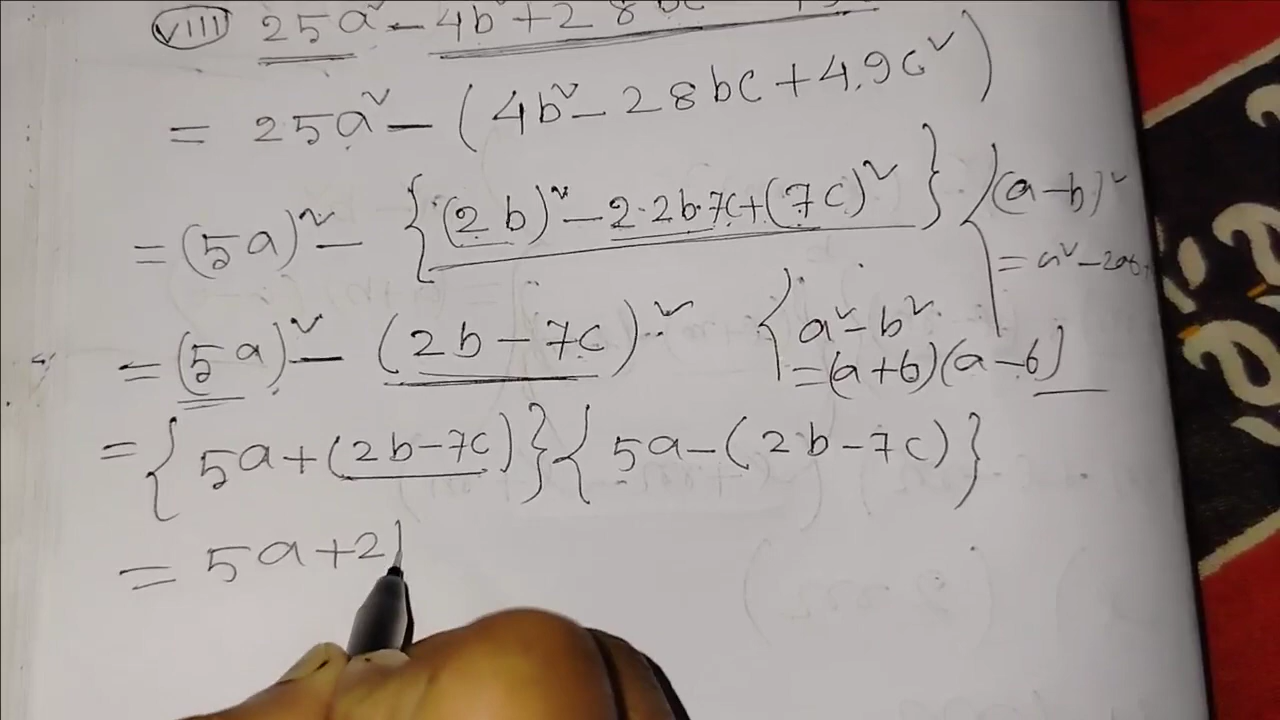 (viii) 25a² - 4b² + 28bc
= 25a² - (4b² - 28bc + 49c²)
= (5a)² - {(2b)² - 2·2b·7c + (7c)²}
(a-b)²
= a² - 2ab
= (5a)² - (2b - 7c)²
{a² - b²
= (a+b)(a-b)
= {5a + (2b - 7c)} {5a - (2b - 7c)}
= 5a + 2